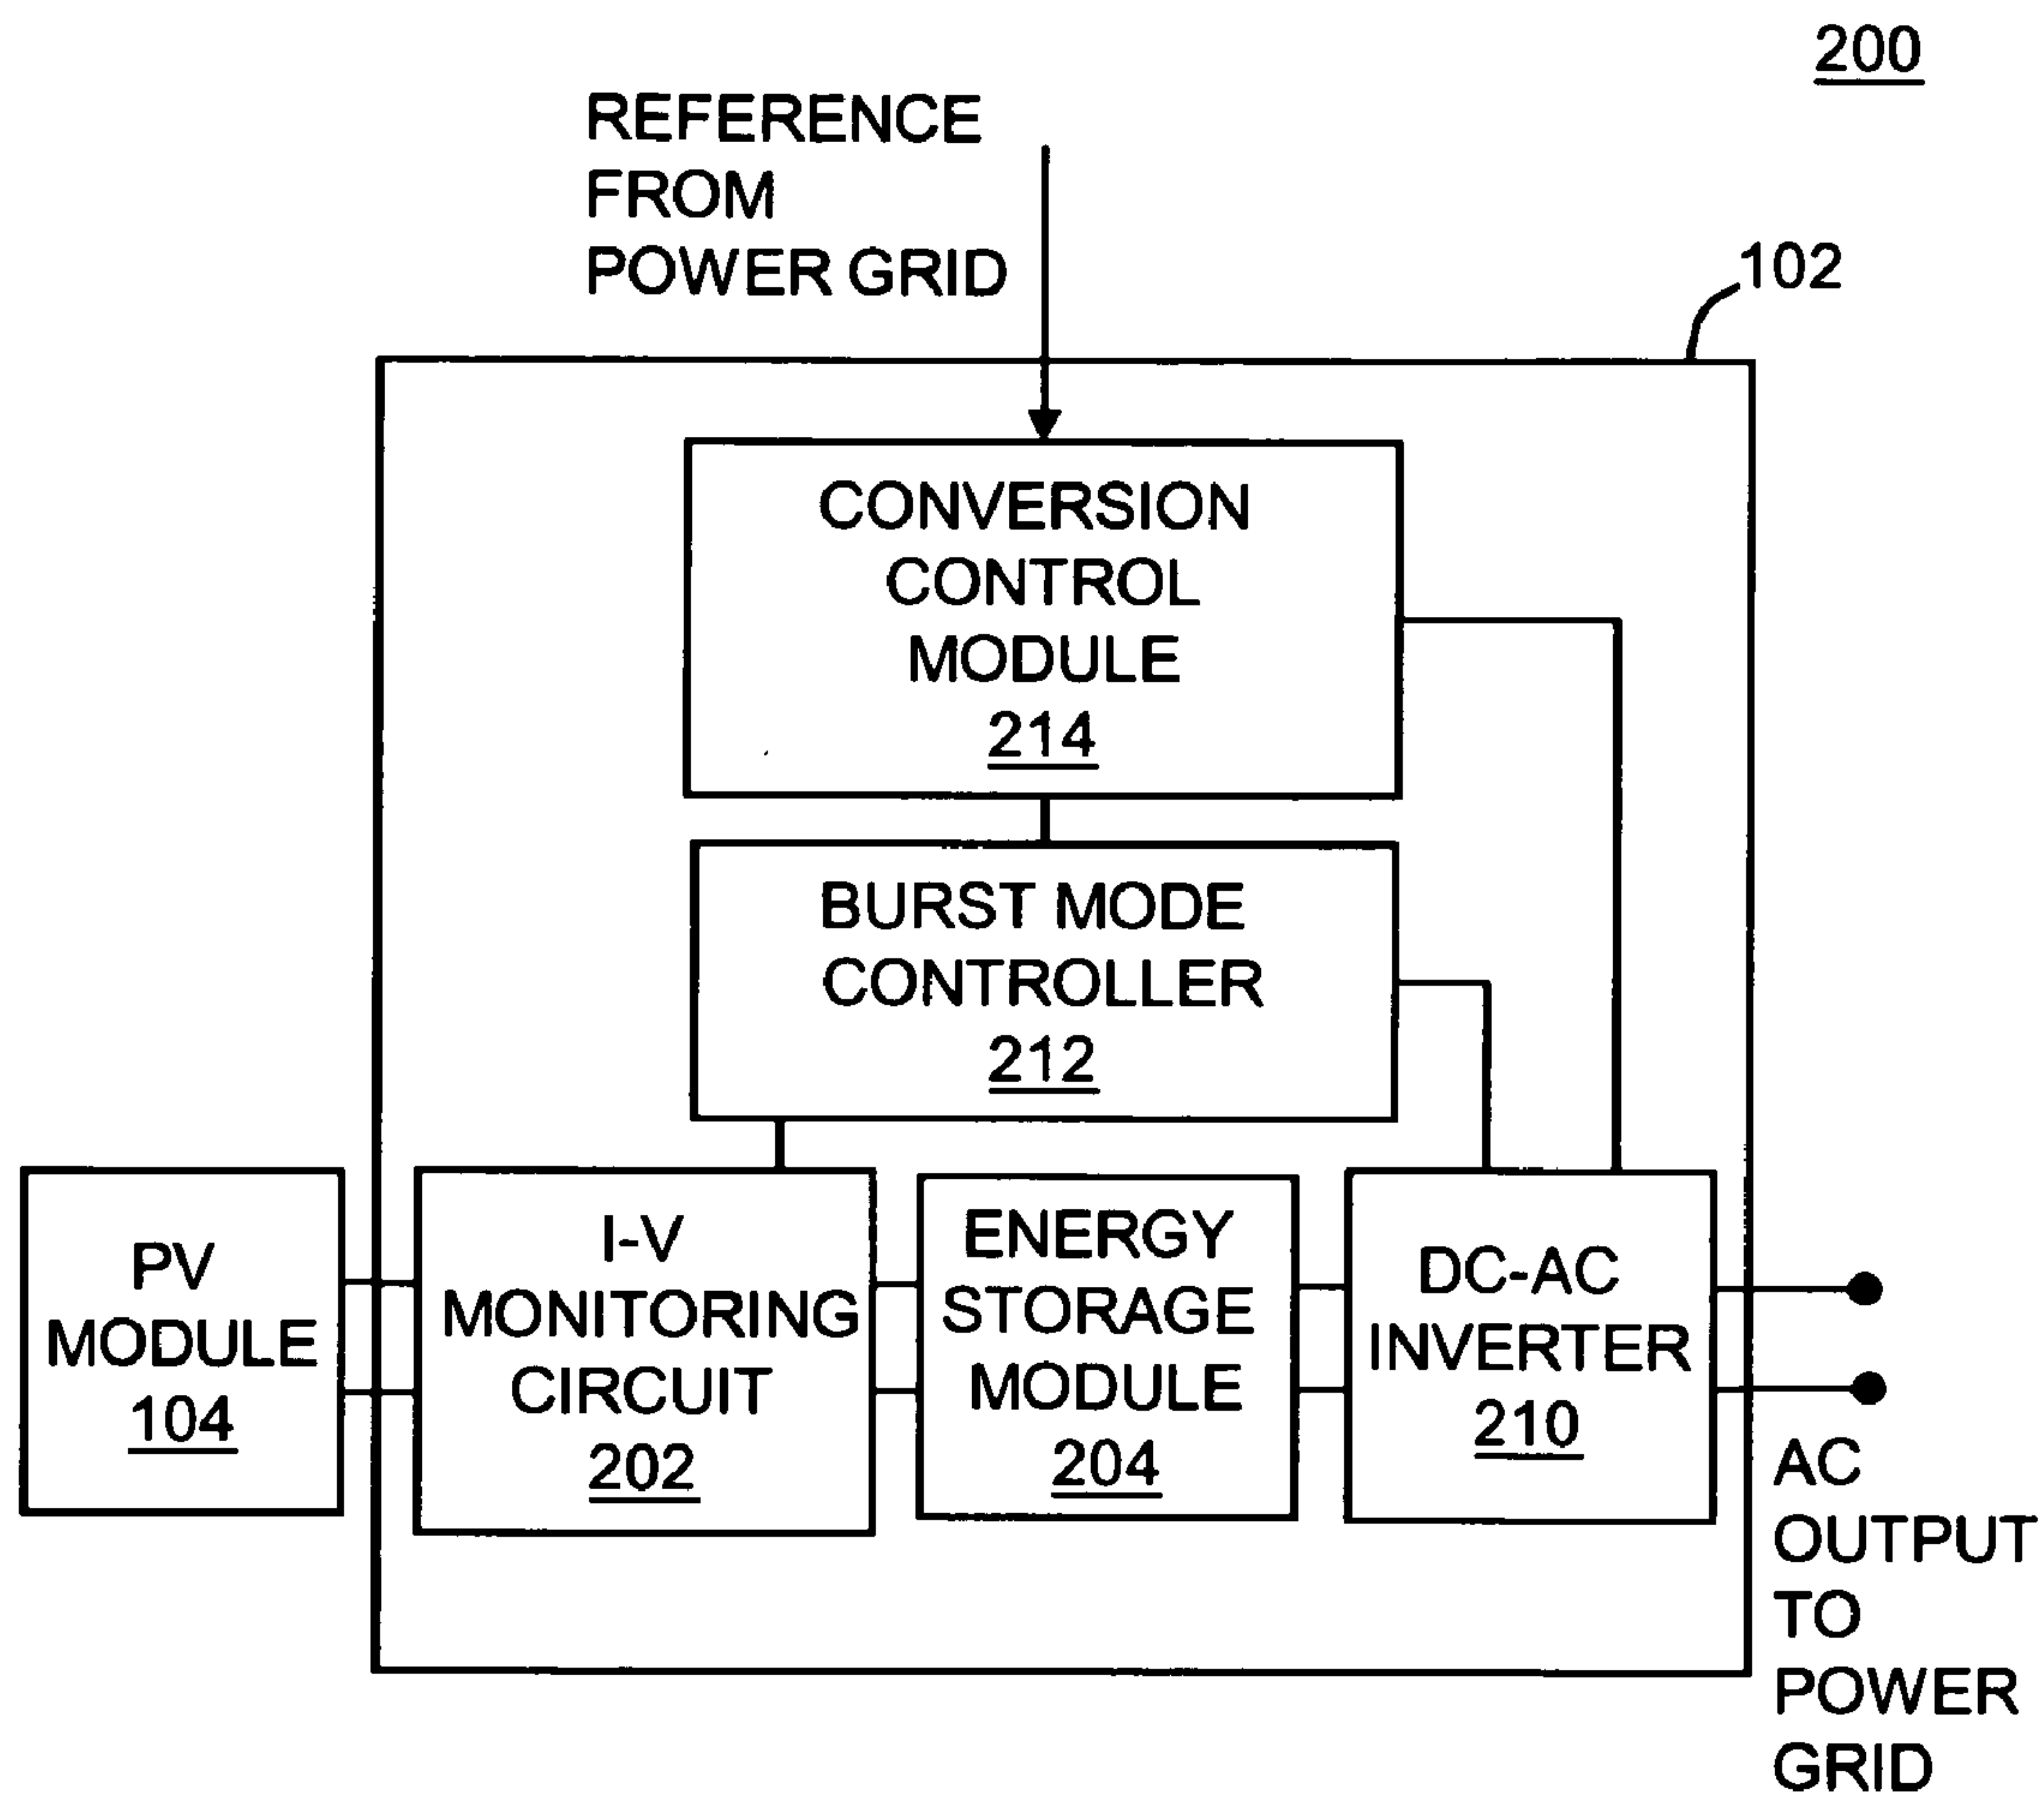 200
REFERENCE
FROM
POWER GRID
102
CONVERSION
CONTROL
MODULE
214
BURST MODE
CONTROLLER
212
PV
MODULE
104
I-V
MONITORING
CIRCUIT
202
ENERGY
STORAGE
MODULE
204
DC-AC
INVERTER
210
AC
OUTPUT
TO
POWER
GRID